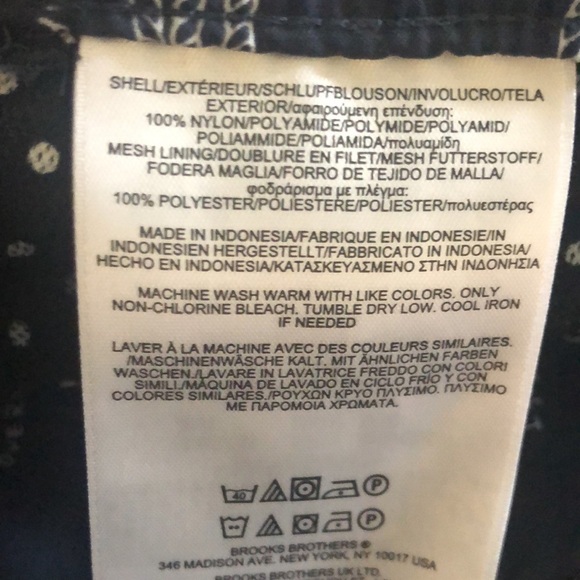 SHELL/EXTÉRIEUR/SCHLUPFBLOUSON/INVOLUCRO/TELA
EXTERIOR/αφαιρούμενη επένδυση:
100% NYLON/POLYAMIDE/POLYMIDE/POLYAMID/
POLIAMMIDE/POLIAMIDA/πολυαμίδη
MESH LINING/DOUBLURE EN FILET/MESH FUTTERSTOFF/
FODERA MAGLIA/FORRO DE TEJIDO DE MALLA/
φοδράρισμα με πλέγμα:
100% POLYESTER/POLIESTERE/POLIESTER/πολυεστέρας
MADE IN INDONESIA/FABRIQUE EN INDONESIE/IN
INDONESIEN HERGESTELLT/FABBRICATO IN INDONESIA/
HECHO EN INDONESIA/ΚΑΤΑΣΚΕΥΑΣΜΕΝΟ ΣΤΗΝ ΙΝΔΟΝΗΣΙΑ
MACHINE WASH WARM WITH LIKE COLORS. ONLY
NON-CHLORINE BLEACH. TUMBLE DRY LOW. COOL IRON
IF NEEDED
LAVER À LA MACHINE AVEC DES COULEURS SIMILAIRES.
/MASCHINENWÄSCHE KALT. MIT ÄHNLICHEN FARBEN
WASCHEN./LAVARE IN LAVATRICE FREDDO CON COLORI
SIMILI./MÁQUINA DE LAVADO EN CICLO FRÍO Y CON
COLORES SIMILARES./ΡΟΥΧΩΝ ΚΡΥΟ ΠΛΥΣΙΜΟ. ΠΛΥΣΙΜΟ
ΜΕ ΠΑΡΟΜΟΙΑ ΧΡΩΜΑΤΑ.
40 P
P
BROOKS BROTHERS ®
346 MADISON AVE. NEW YORK, NY 10017 USA
BROOKS BROTHERS UK LTD.